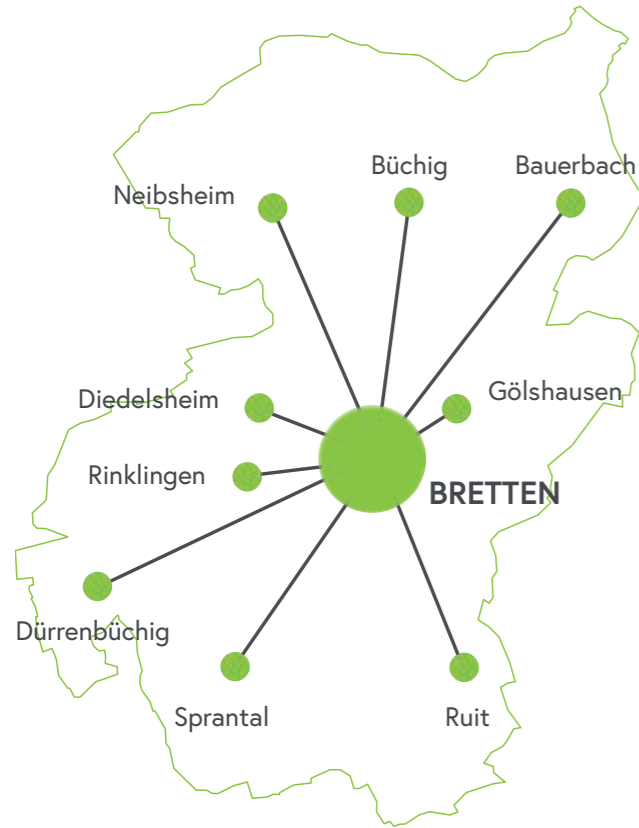 Büchig
Bauerbach
Neibsheim
Diedelsheim
Gölshausen
Rinklingen
BRETTEN
Dürrenbüchig
Sprantal
Ruit